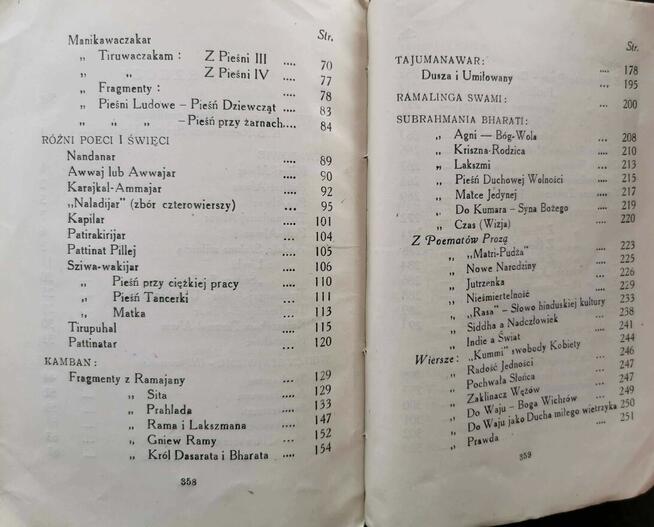 Str.
Manikawaczakar
„ Tiruwaczakam : Z Pieśni III .... 70
„ „ Z Pieśni IV .... 77
„ Fragmenty : .... 78
„ Pieśni Ludowe – Pieśń Dziewcząt .... 83
„ „ „ – Pieśń przy żarnach .... 84
RÓŻNI POECI I ŚWIĘCI
Nandanar .... 89
Awwaj lub Awwajar .... 90
Karajkal-Ammajar .... 92
„Naladijar" (zbór czterowierszy) .... 95
Kapilar .... 101
Patirakirijar .... 104
Pattinat Pillej .... 105
Sziwa-wakijar .... 106
„ Pieśń przy ciężkiej pracy .... 110
„ Pieśń Tancerki .... 111
„ Matka .... 113
Tirupuhal .... 115
Pattinatar .... 120
KAMBAN :
Fragmenty z Ramajany ... 129
„ Sita .... 129
„ Prahlada ... 133
„ Rama i Lakszmana .... 147
„ Gniew Ramy ... 152
„ Król Dasarata i Bharata .... 154
358
Str.
TAJUMANAWAR : .... 178
Dusza i Umiłowany .... 195
RAMALINGA SWAMI : .... 200
SUBRAHMANIA BHARATI :
„ Agni — Bóg-Wola .... 208
„ Kriszna-Rodzica .... 210
„ Lakszmi .... 213
„ Pieśń Duchowej Wolności .... 215
„ Matce Jedynej .... 217
„ Do Kumara – Syna Bożego .... 219
„ Czas (Wizja) .... 220
Z Poematów Prozą
„ „Matri-Pudża" .... 223
„ Nowe Narodziny .... 225
„ Jutrzenka .... 226
„ Nieśmiertelność .... 229
„ „Rasa" – Słowo hinduskiej kultury 233
„ Siddha a Nadczłowiek .... 238
„ Indie a Świat .... 241
Wiersze : „Kummi" swobody Kobiety .... 244
„ Radość Jedności .... 246
„ Pochwała Słońca .... 247
„ Zaklinacz Wężów .... 247
„ Do Waju – Boga Wichrów .... 249
„ Do Waju jako Ducha miłego wietrzyka 250
„ Prawda .... 251
359